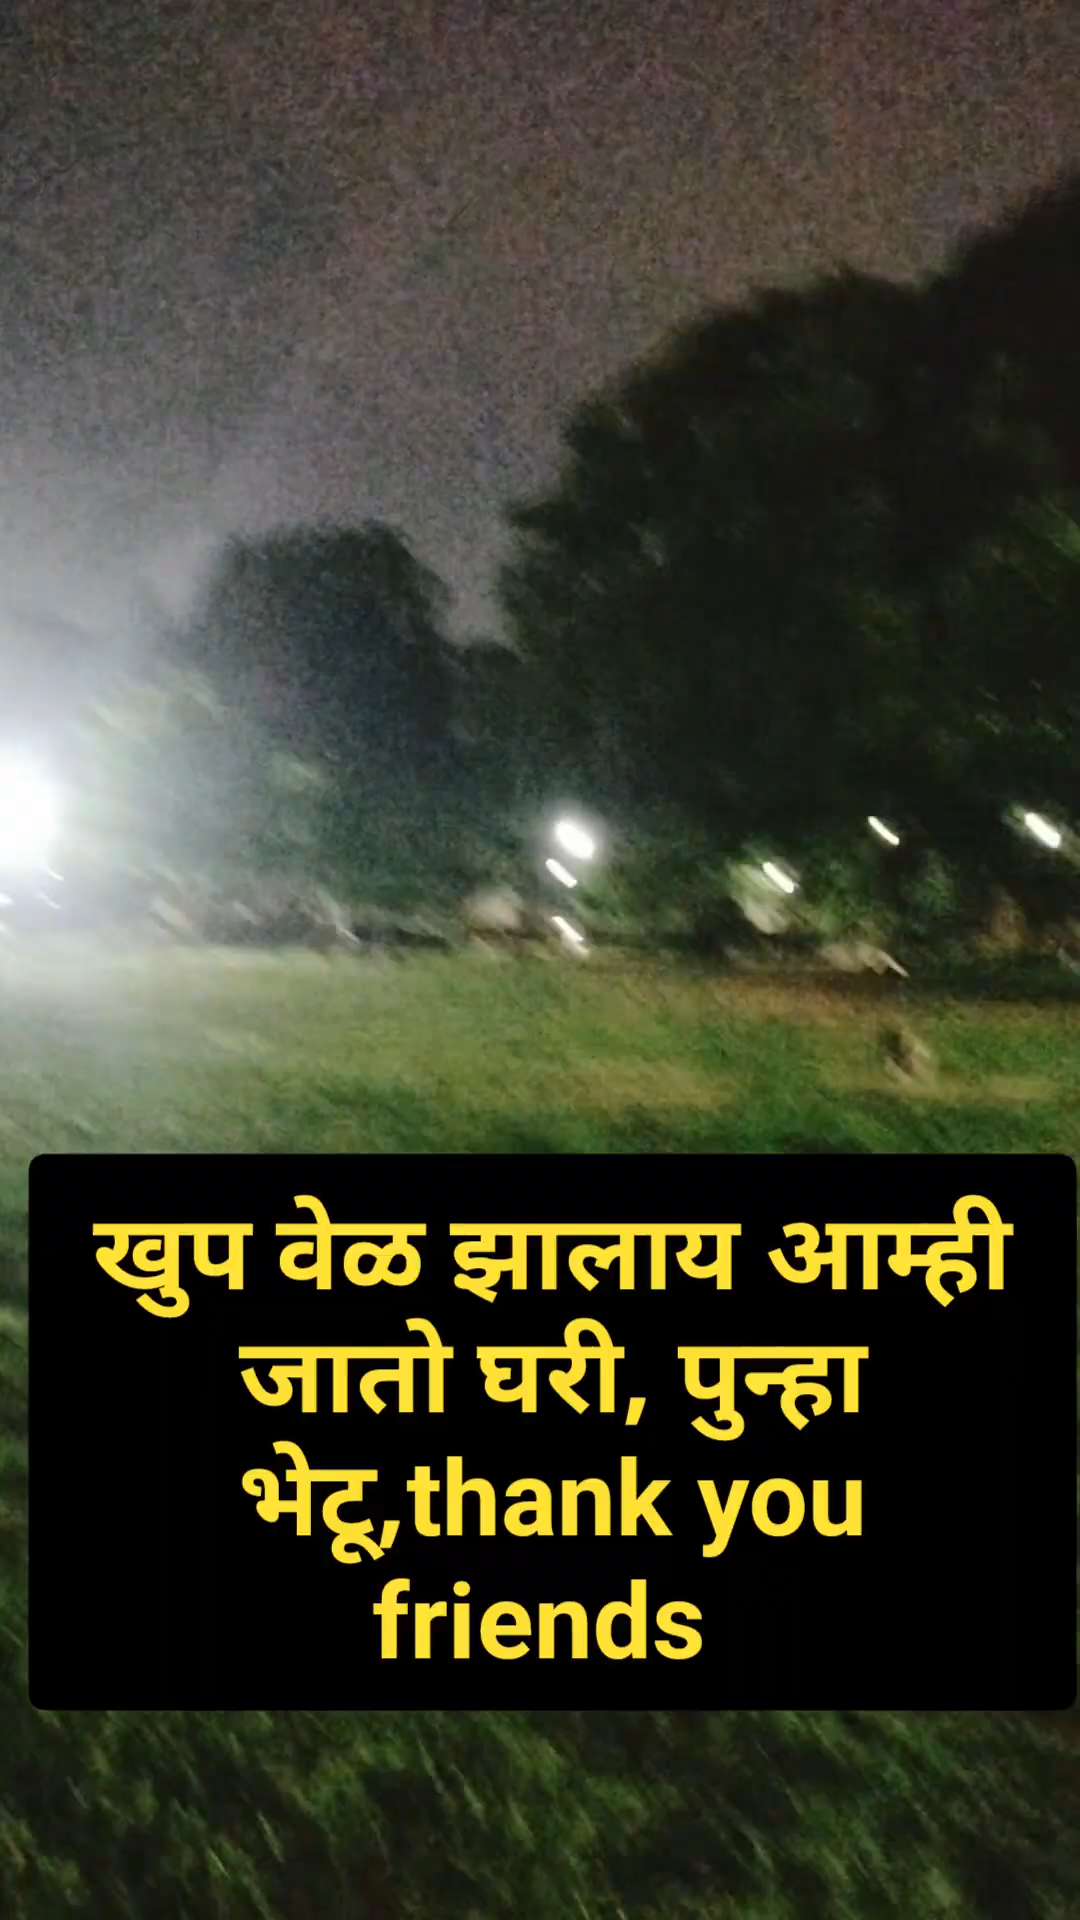 खुप वेळ झालाय आम्ही
जातो घरी, पुन्हा
भेटू,thank you
friends